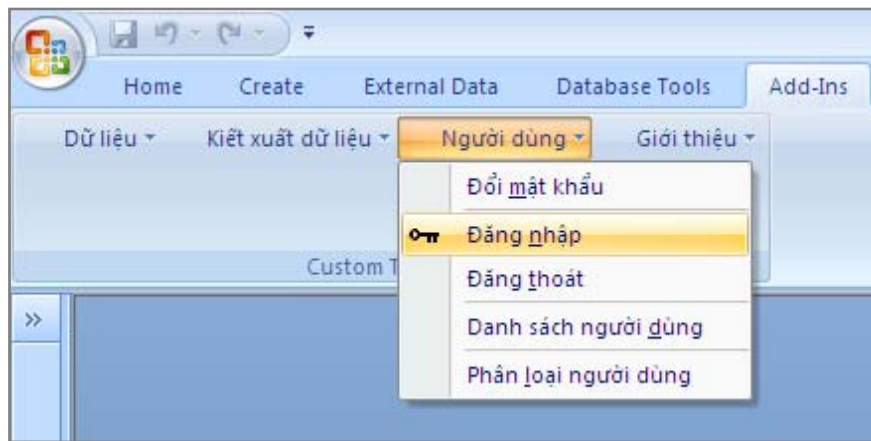 Home Create External Data Database Tools Add-Ins
Dữ liệu Kiết xuất dữ liệu Người dùng Giới thiệu
Đổi mật khẩu
Đăng nhập
Custom T
Đăng thoát
Danh sách người dùng
Phân loại người dùng